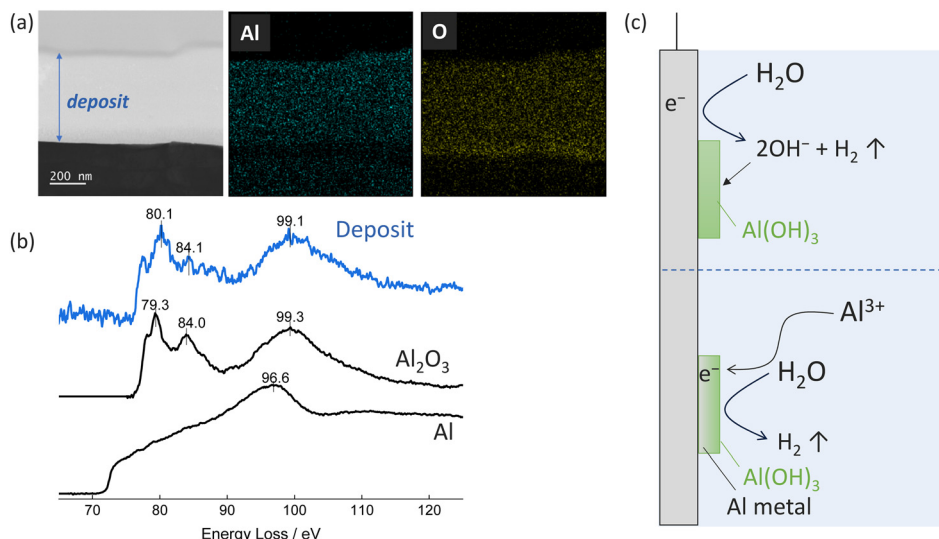 (a)
deposit
200 nm
Al
O
(b)
80.1
84.1
99.1
Deposit
79.3
84.0
99.3
Al₂O₃
96.6
Al
70 80 90 100 110 120
Energy Loss / eV
(c)
e⁻
H₂O
2OH⁻ + H₂ ↑
Al(OH)₃
Al³⁺
e⁻
H₂O
H₂ ↑
Al(OH)₃
Al metal